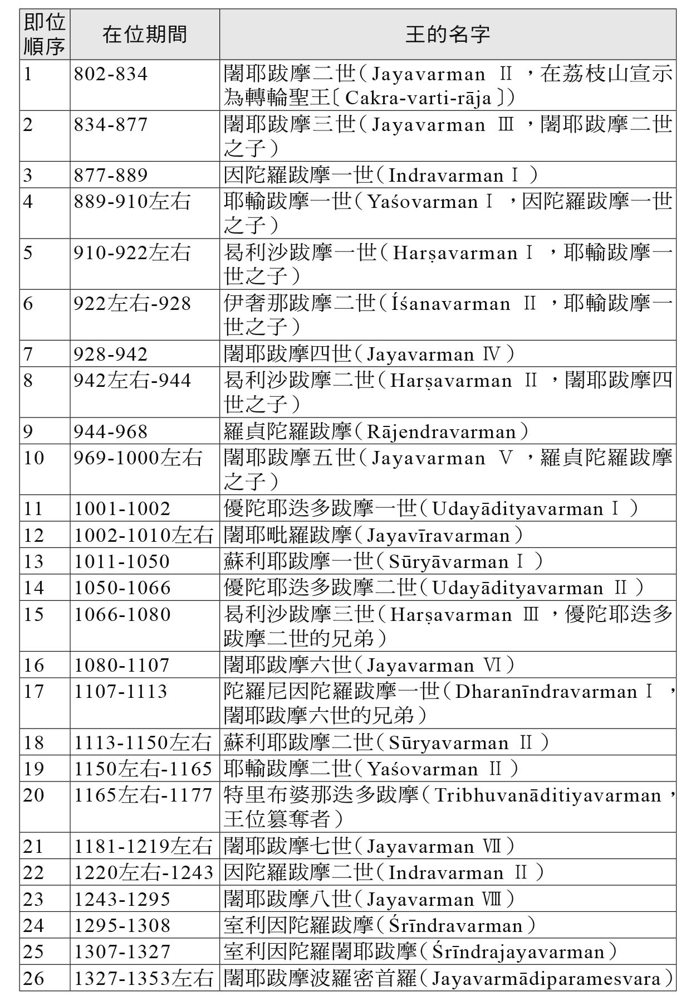 即位順序 在位期間 王的名字
1 802-834 闍耶跋摩二世（Jayavarman Ⅱ，在荔枝山宣示
為轉輪聖王〔Cakra-varti-rāja〕）
2 834-877 闍耶跋摩三世（Jayavarman Ⅲ，闍耶跋摩二世
之子）
3 877-889 因陀羅跋摩一世（IndravarmanⅠ）
4 889-910左右 耶輸跋摩一世（YaśovarmanⅠ，因陀羅跋摩一世
之子）
5 910-922左右 曷利沙跋摩一世（HarṣavarmanⅠ，耶輸跋摩一
世之子）
6 922左右-928 伊奢那跋摩二世（Íśanavarman Ⅱ，耶輸跋摩一
世之子）
7 928-942 闍耶跋摩四世（Jayavarman Ⅳ）
8 942左右-944 曷利沙跋摩二世（Harṣavarman Ⅱ，闍耶跋摩四
世之子）
9 944-968 羅貞陀羅跋摩（Rājendravarman）
10 969-1000左右 闍耶跋摩五世（Jayavarman Ⅴ，羅貞陀羅跋摩
之子）
11 1001-1002 優陀耶迭多跋摩一世（UdayādityavarmanⅠ）
12 1002-1010左右 闍耶毗羅跋摩（Jayavīravarman）
13 1011-1050 蘇利耶跋摩一世（SūryāvarmanⅠ）
14 1050-1066 優陀耶迭多跋摩二世（Udayādityavarman Ⅱ）
15 1066-1080 曷利沙跋摩三世（Harṣavarman Ⅲ，優陀耶迭多
跋摩二世的兄弟）
16 1080-1107 闍耶跋摩六世（Jayavarman Ⅵ）
17 1107-1113 陀羅尼因陀羅跋摩一世（DharanīndravarmanⅠ，
闍耶跋摩六世的兄弟）
18 1113-1150左右 蘇利耶跋摩二世（Sūryavarman Ⅱ）
19 1150左右-1165 耶輸跋摩二世（Yaśovarman Ⅱ）
20 1165左右-1177 特里布婆那迭多跋摩（Tribhuvanāditiyavarman，
王位篡奪者）
21 1181-1219左右 闍耶跋摩七世（Jayavarman Ⅶ）
22 1220左右-1243 因陀羅跋摩二世（Indravarman Ⅱ）
23 1243-1295 闍耶跋摩八世（Jayavarman Ⅷ）
24 1295-1308 室利因陀羅跋摩（Śrīndravarman）
25 1307-1327 室利因陀羅闍耶跋摩（Śrīndrajayavarman）
26 1327-1353左右 闍耶跋摩波羅密首羅（Jayavarmādiparamesvara）